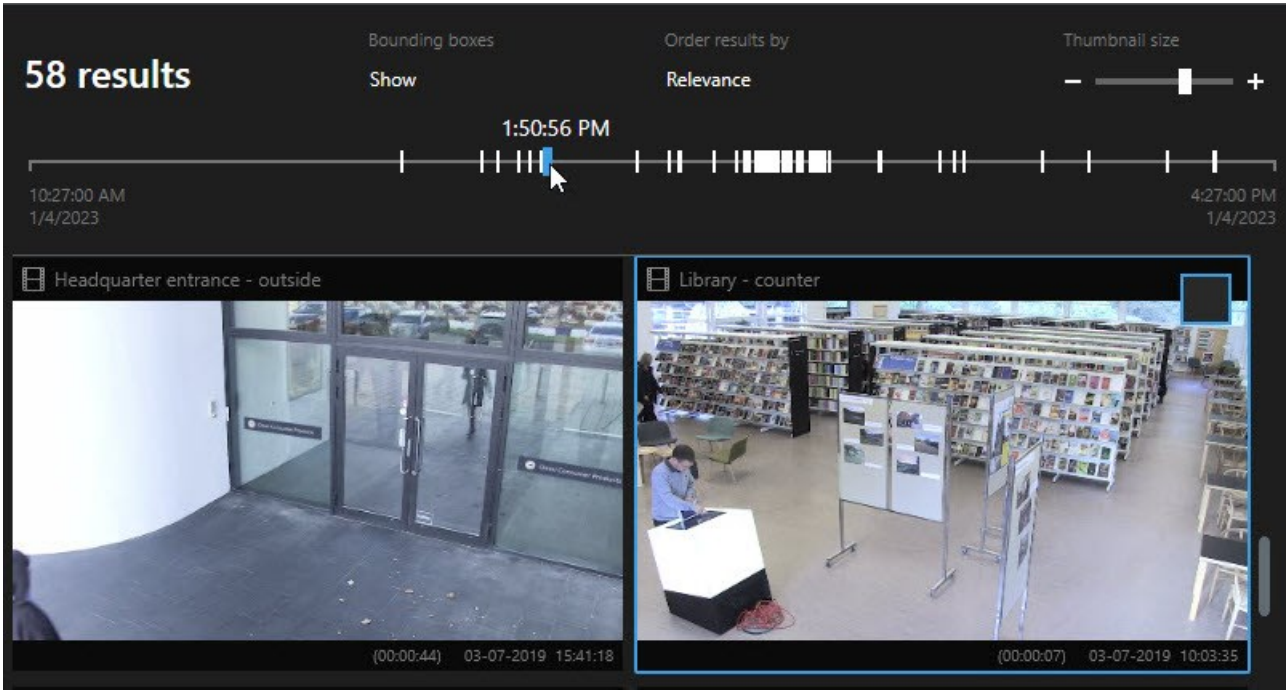 Bounding boxes
Order results by
Thumbnail size
58 results
Show
Relevance
− +
1:50:56 PM
10:27:00 AM
4:27:00 PM
1/4/2023
1/4/2023
Headquarter entrance - outside
Library - counter
(00:00:44) 03-07-2019 15:41:18
(00:00:07) 03-07-2019 10:03:35